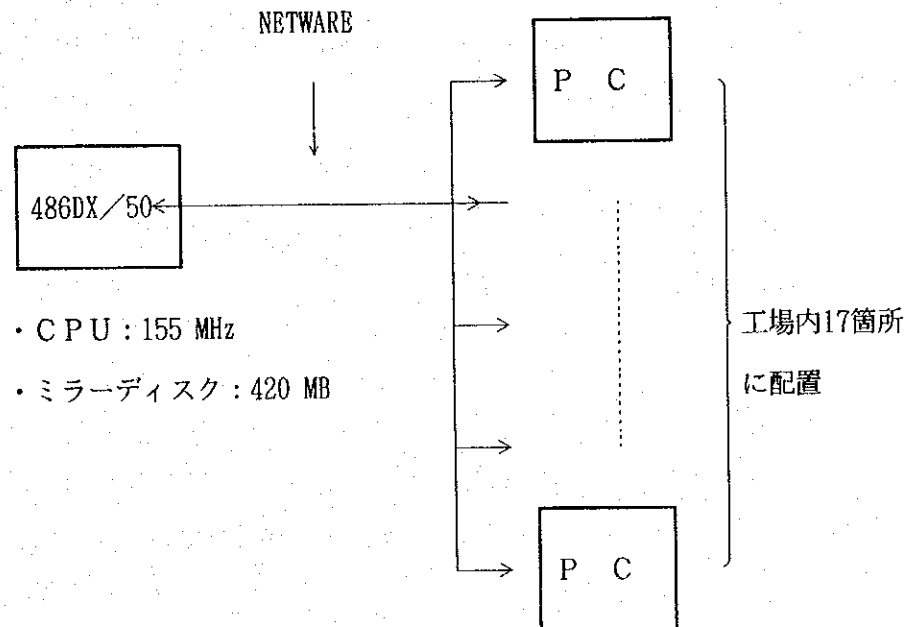 NETWARE
P C
486DX/50
・CPU:155 MHz
・ミラーディスク:420 MB
工場内17箇所
に配置
P C